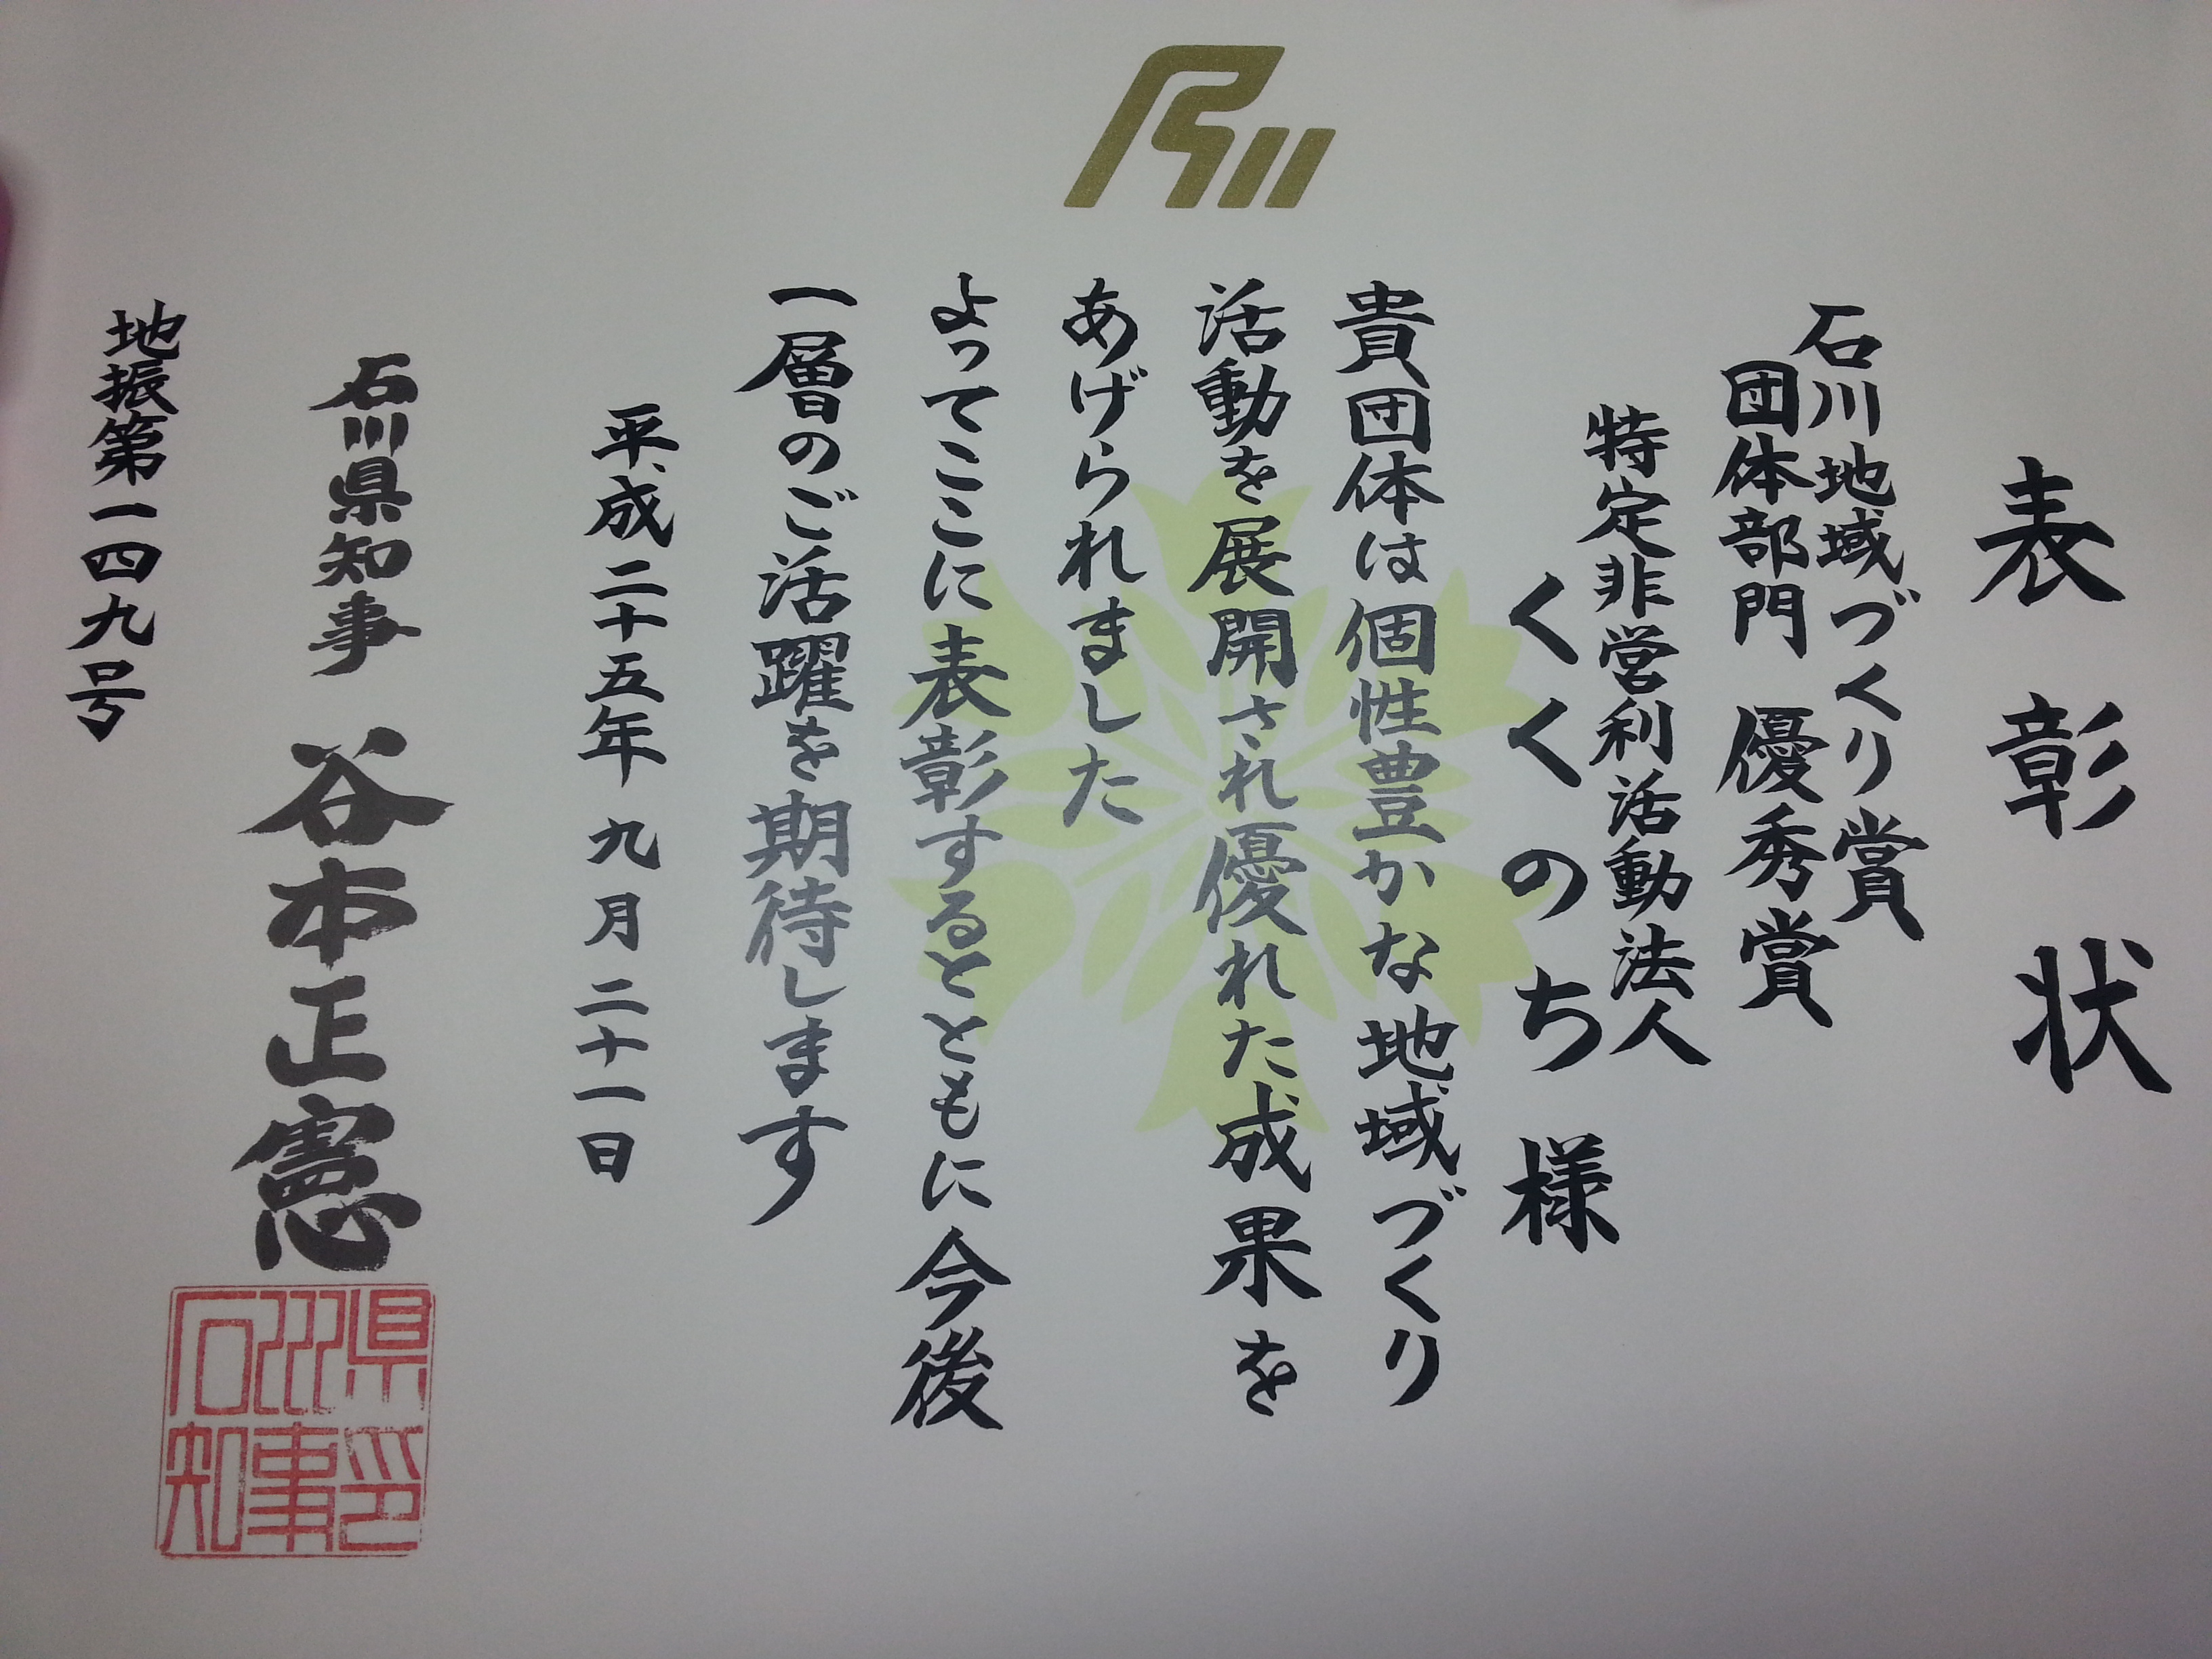 表彰状
石川地域づくり賞
団体部門 優秀賞
特定非営利活動法人
くくのち 様
貴団体は個性豊かな地域づくり
活動を展開され優れた成果を
あげられました
よってここに表彰するとともに今後
一層のご活躍を期待します
平成二十五年 九月 二十一日
石川県知事 谷本正憲
石川県知事印
地振第一四九号